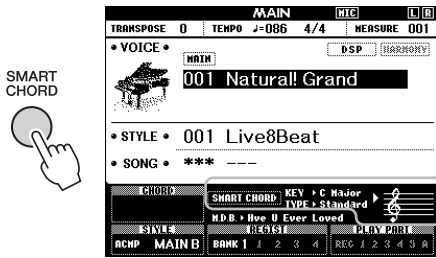 SMART
CHORD
MAIN MIC L R
TRANSPOSE 0 TEMPO ♩=086 4/4 MEASURE 001
• VOICE • DSP HARMONY
MAIN
001 Natural! Grand
• STYLE • 001 Live8Beat
• SONG • *** ---
CHORD
SMART CHORD KEY ▸ C Major
TYPE ▸ Standard
M.D.B. ▸ Hve U Ever Loved
STYLE REGIST PLAY PART
ACMP MAIN B BANK 1 1 2 3 4 REC 1 2 3 4 5 A